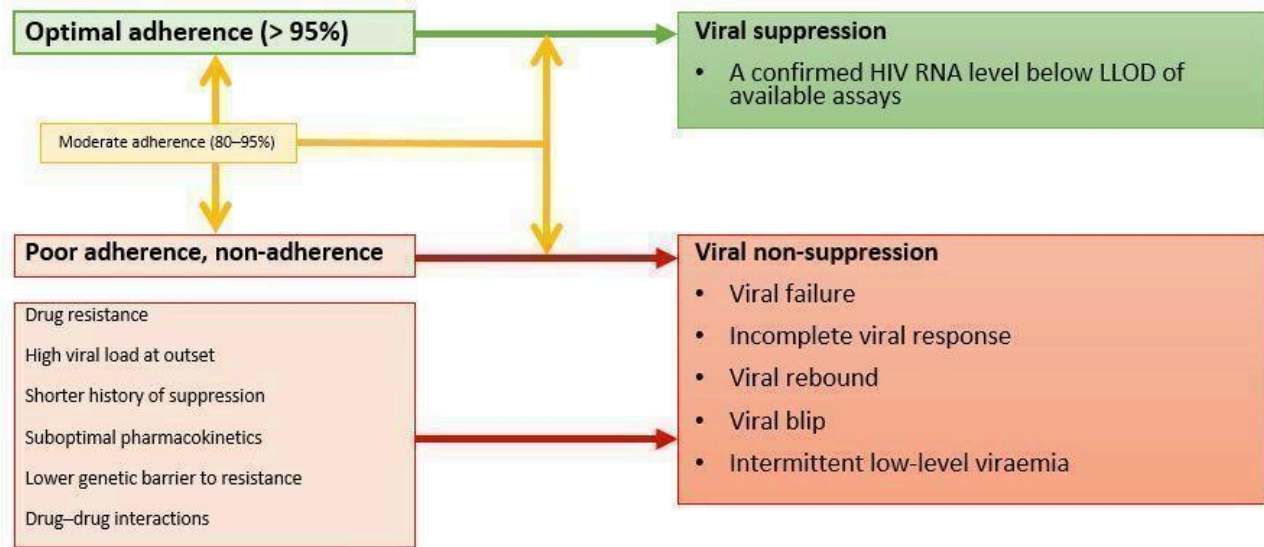 Optimal adherence (> 95%)
Viral suppression
• A confirmed HIV RNA level below LLOD of
available assays
Moderate adherence (80–95%)
Poor adherence, non-adherence
Viral non-suppression
• Viral failure
• Incomplete viral response
• Viral rebound
• Viral blip
• Intermittent low-level viraemia
Drug resistance
High viral load at outset
Shorter history of suppression
Suboptimal pharmacokinetics
Lower genetic barrier to resistance
Drug–drug interactions